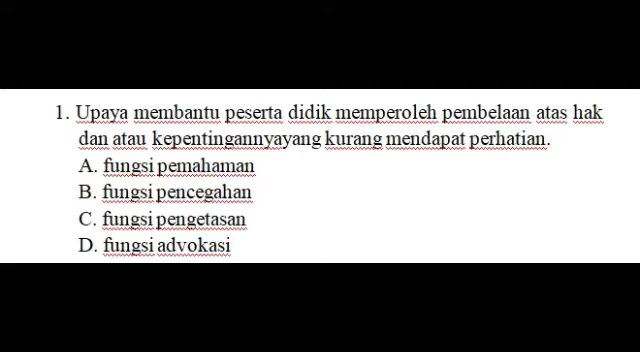 1. Upaya membantu peserta didik memperoleh pembelaan atas hak
dan atau kepentingannyayang kurang mendapat perhatian.
A. fungsi pemahaman
B. fungsi pencegahan
C. fungsi pengetasan
D. fungsi advokasi